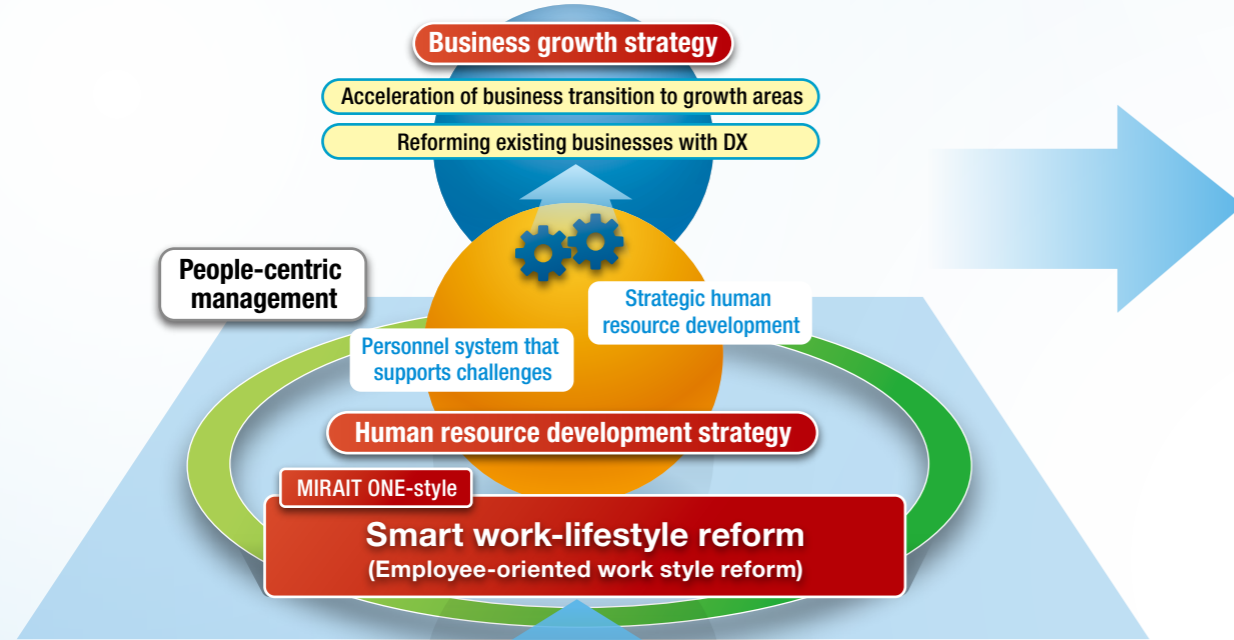 Business growth strategy
Acceleration of business transition to growth areas
Reforming existing businesses with DX
People-centric
management
Strategic human
resource development
Personnel system that
supports challenges
Human resource development strategy
MIRAIT ONE-style
Smart work-lifestyle reform
(Employee-oriented work style reform)